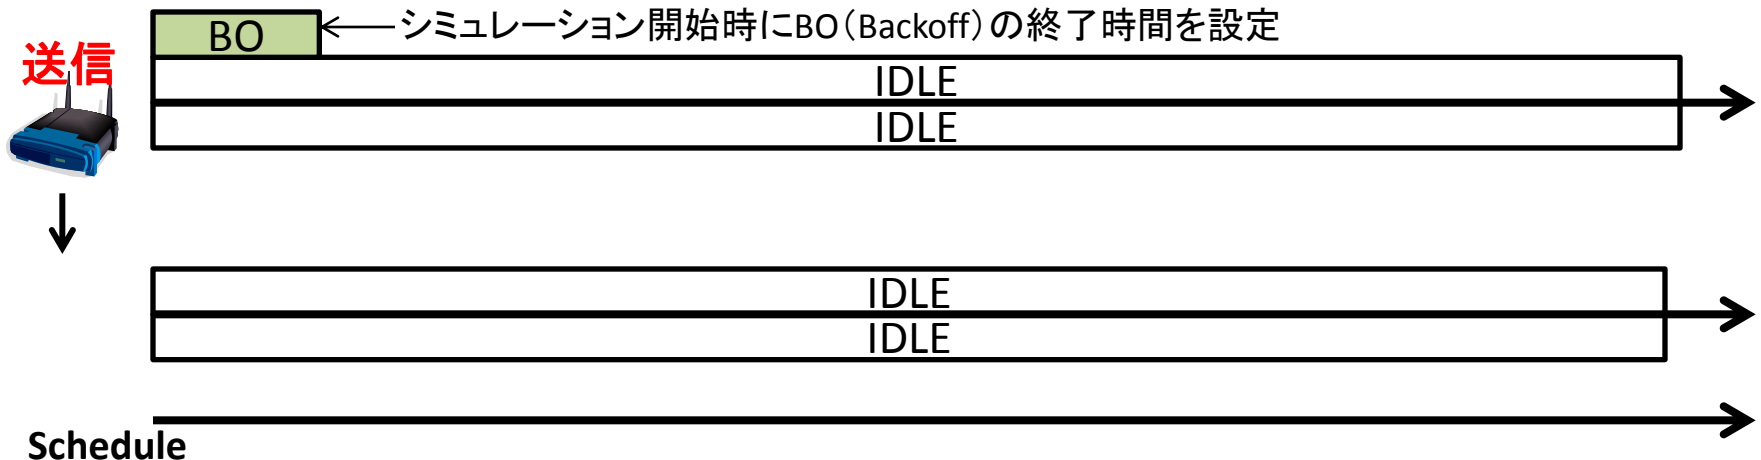 BO
シミュレーション開始時にBO(Backoff)の終了時間を設定
送信
IDLE
IDLE
IDLE
IDLE
Schedule